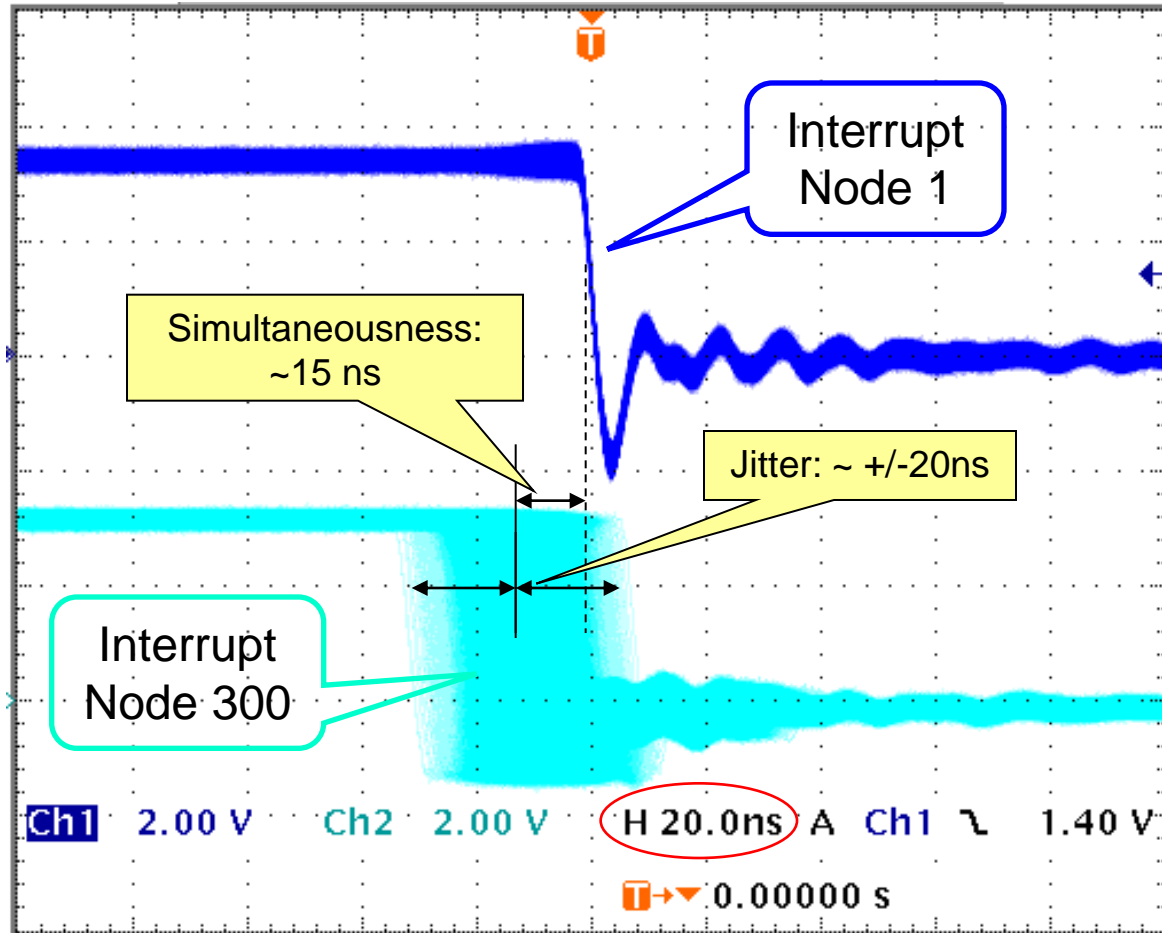 T
Interrupt
Node 1
Simultaneousness:
~15 ns
Jitter: ~ +/-20ns
Interrupt
Node 300
Ch1 2.00 V Ch2 2.00 V H 20.0ns A Ch1 1.40 V
T 0.00000 s